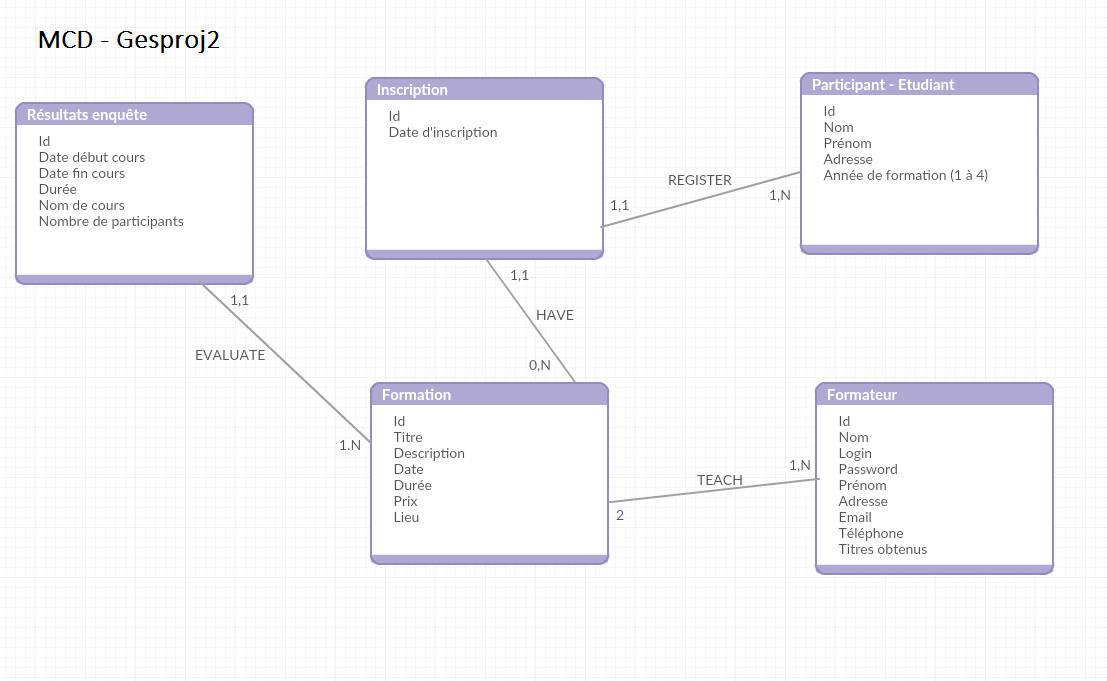 MCD - Gesproj2
Résultats enquête
Id
Date début cours
Date fin cours
Durée
Nom de cours
Nombre de participants
Inscription
Id
Date d'inscription
Participant - Etudiant
Id
Nom
Prénom
Adresse
Année de formation (1 à 4)
REGISTER
1,1
1,N
1,1
HAVE
0,N
1,1
EVALUATE
1.N
Formation
Id
Titre
Description
Date
Durée
Prix
Lieu
TEACH
1,N
2
Formateur
Id
Nom
Login
Password
Prénom
Adresse
Email
Téléphone
Titres obtenus